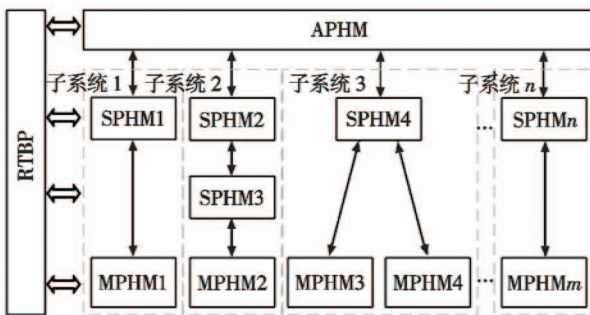 APHM
子系统 1 子系统 2 子系统 3 子系统 n
RTBP
SPHM1 SPHM2 SPHM4 … SPHMn
SPHM3
MPHM1 MPHM2 MPHM3 MPHM4 … MPHMm